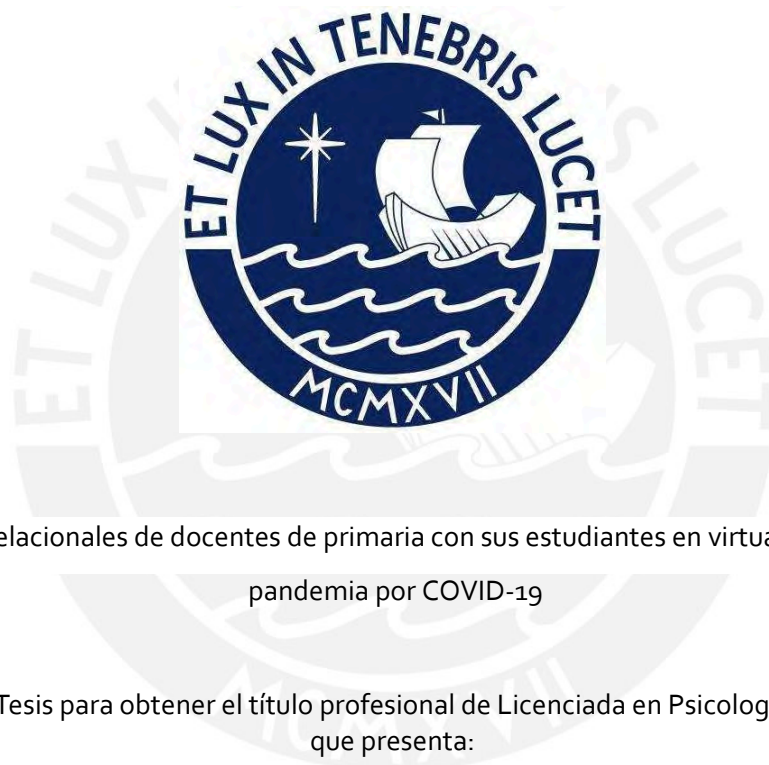 ET LUX IN TENEBRIS LUCET
MCMXVII
elacionales de docentes de primaria con sus estudiantes en virtua
pandemia por COVID-19
Tesis para obtener el título profesional de Licenciada en Psicolog
que presenta: